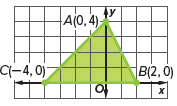 y
A(0, 4)
C(−4, 0)
B(2, 0)
O
x